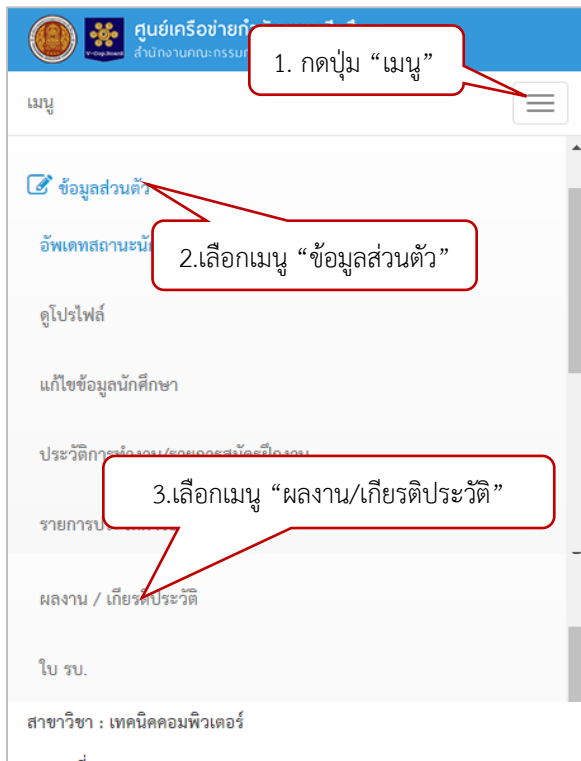 ศูนย์เครือข่าย
สำนักงานคณะกรรม
V-Cop.Board
1. กดปุ่ม “เมนู”
เมนู
ข้อมูลส่วนตัว
2.เลือกเมนู “ข้อมูลส่วนตัว”
อัพเดทสถานะ
ดูโปรไฟล์
แก้ไขข้อมูลนักศึกษา
ประวัติการทำงาน/รายการสมัครฝึกงาน
3.เลือกเมนู “ผลงาน/เกียรติประวัติ”
ผลงาน / เกียรติประวัติ
ใบ รบ.
สาขาวิชา : เทคนิคคอมพิวเตอร์